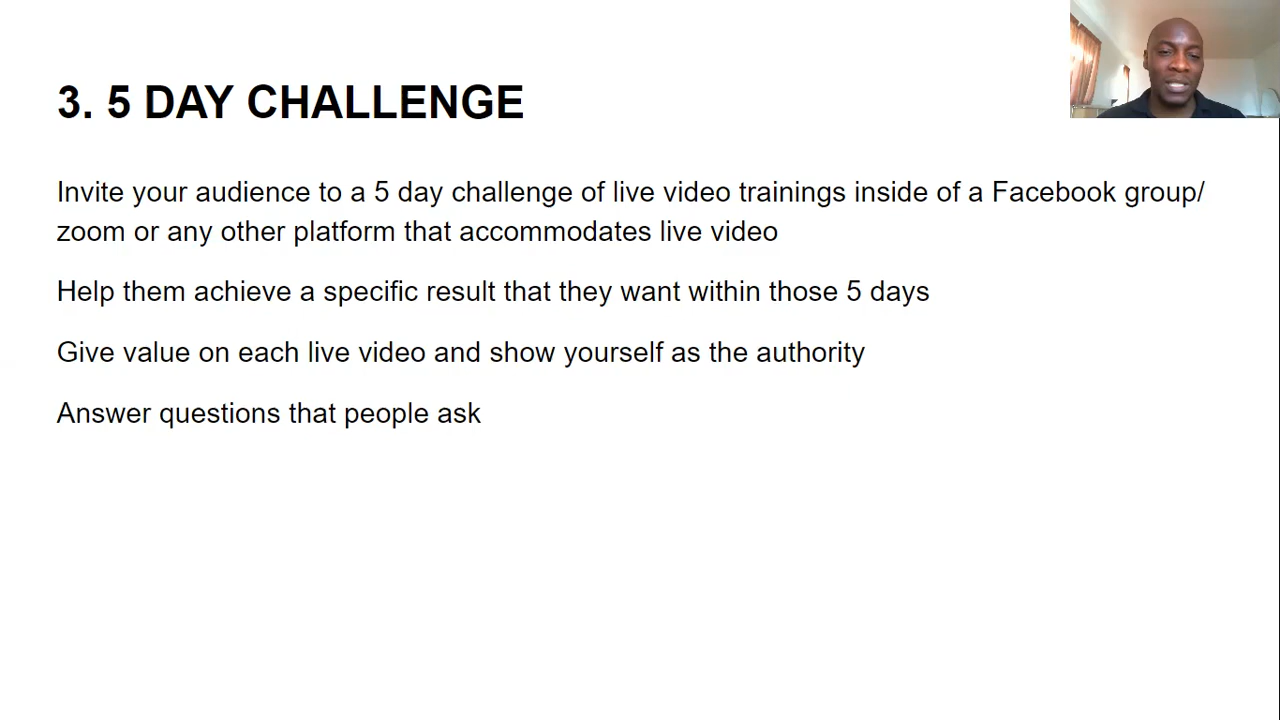 3. 5 DAY CHALLENGE
Invite your audience to a 5 day challenge of live video trainings inside of a Facebook group/
zoom or any other platform that accommodates live video
Help them achieve a specific result that they want within those 5 days
Give value on each live video and show yourself as the authority
Answer questions that people ask